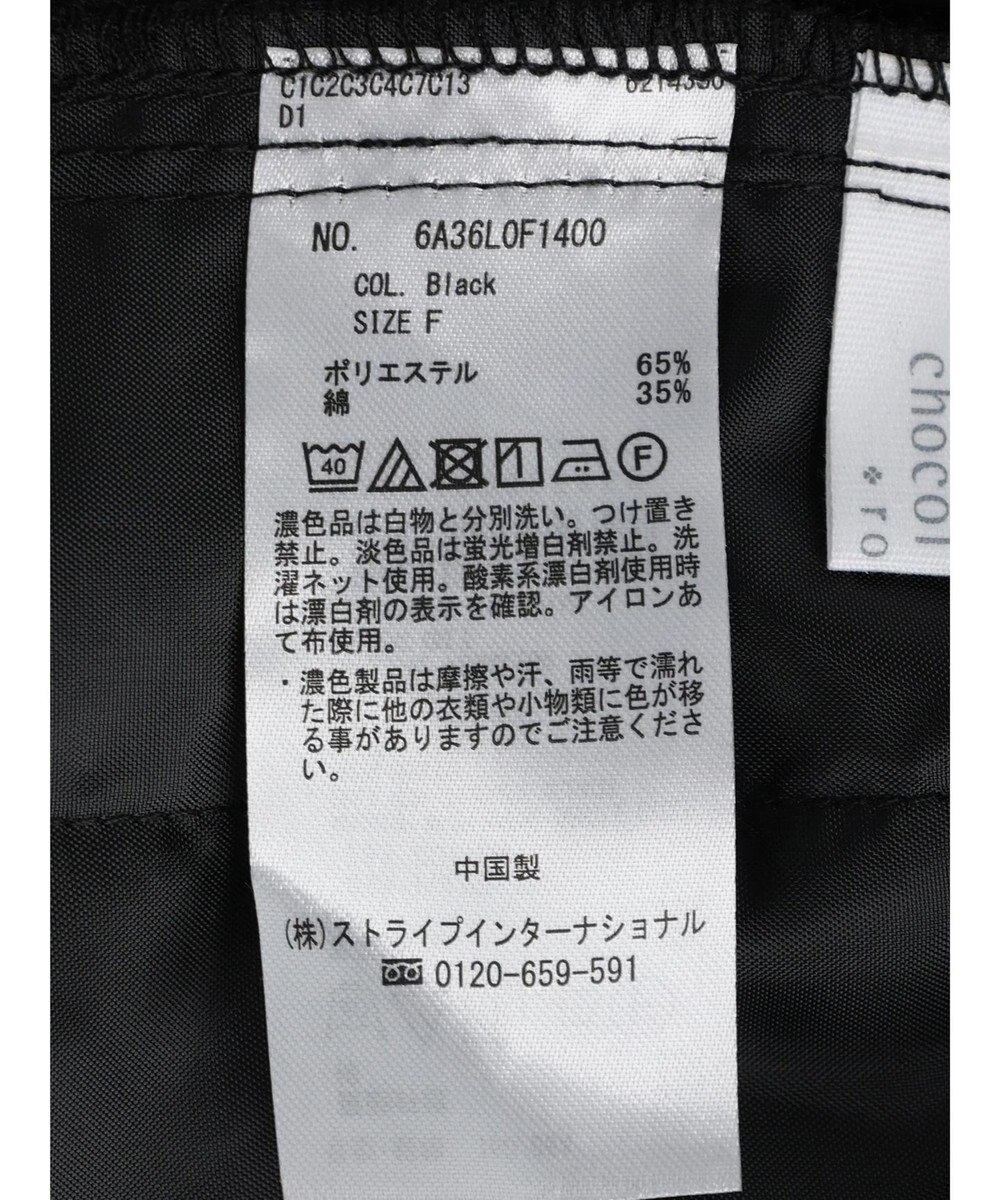 C1C2C3C4C7C13
D1
NO. 6A36L0F1400
COL. Black
SIZE F
ポリエステル 65%
綿 35%
40 F
濃色品は白物と分別洗い。つけ置き
禁止。淡色品は蛍光増白剤禁止。洗
濯ネット使用。酸素系漂白剤使用時
は漂白剤の表示を確認。アイロンあ
て布使用。
・濃色製品は摩擦や汗、雨等で濡れ
た際に他の衣類や小物類に色が移
る事がありますのでご注意くださ
い。
中国製
(株)ストライプインターナショナル
0120-659-591
chocol
ro